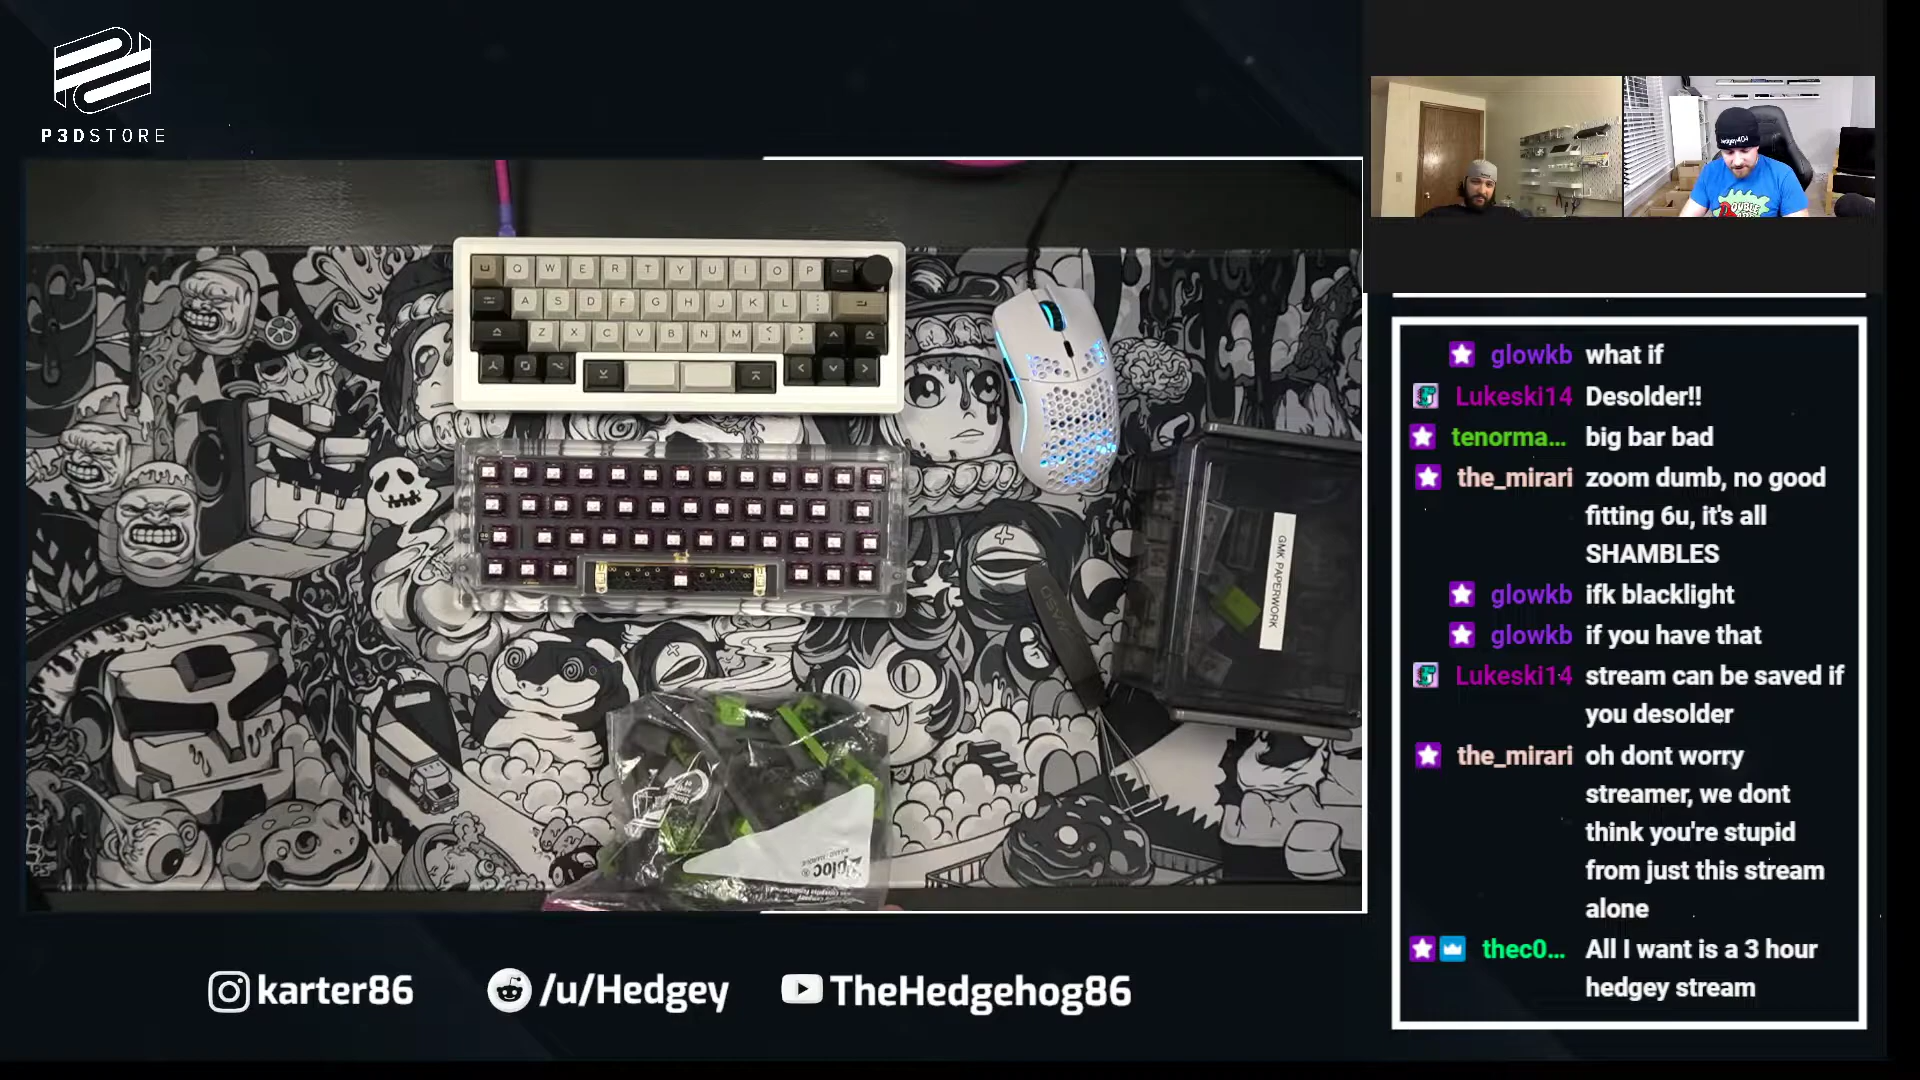 P3DSTORE
Q W E R T Y U I O P
A S D F G H J K L
Z X C V B N M
GMK PAPERWORK
Ziploc®
glowkb what if
Lukeski14 Desolder!!
tenorma... big bar bad
the_mirari zoom dumb, no good
fitting 6u, it's all
SHAMBLES
glowkb ifk blacklight
glowkb if you have that
Lukeski14 stream can be saved if
you desolder
the_mirari oh dont worry
streamer, we dont
think you're stupid
from just this stream
alone
thec0... All I want is a 3 hour
hedgey stream
karter86
/u/Hedgey
TheHedgehog86